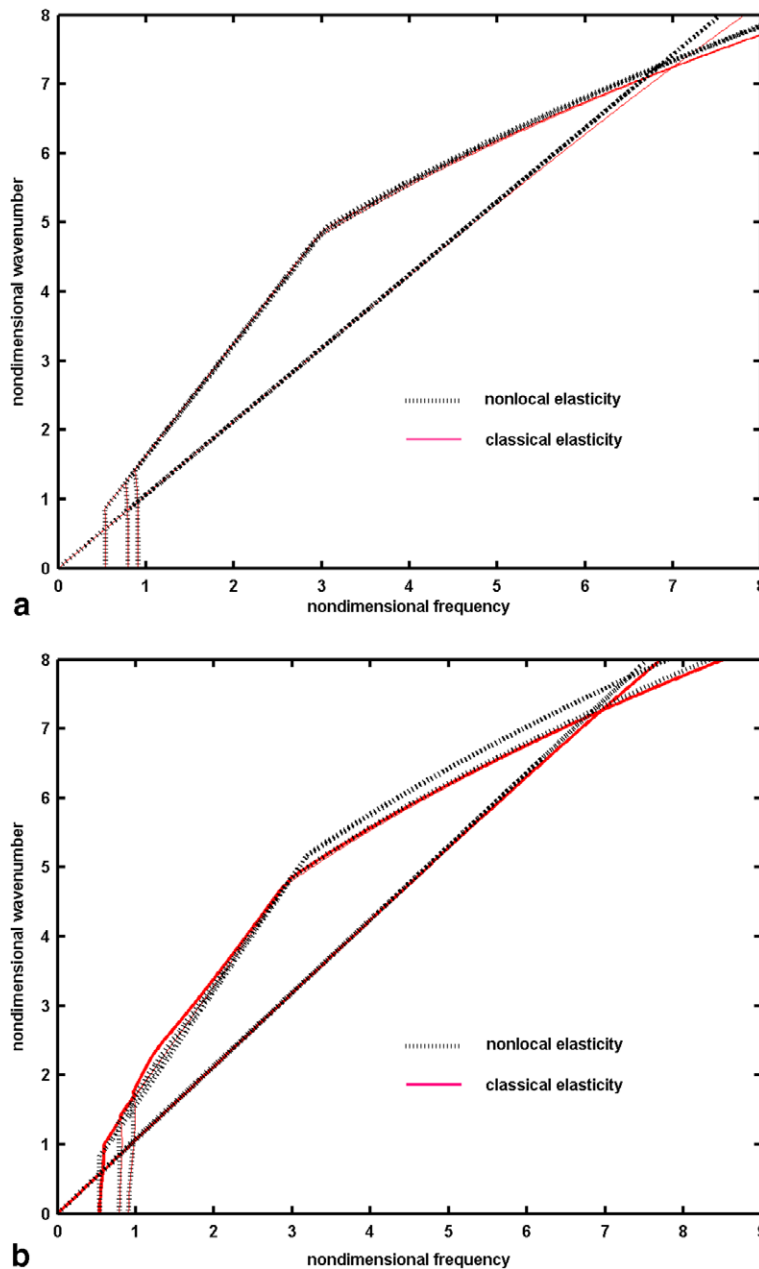 8
7
6
5
4
3
2
1
0
nondimensional wavenumber
nonlocal elasticity
classical elasticity
0 1 2 3 4 5 6 7 8
nondimensional frequency
a
8
7
6
5
4
3
2
1
0
nondimensional wavenumber
nonlocal elasticity
classical elasticity
0 1 2 3 4 5 6 7 8 9
nondimensional frequency
b